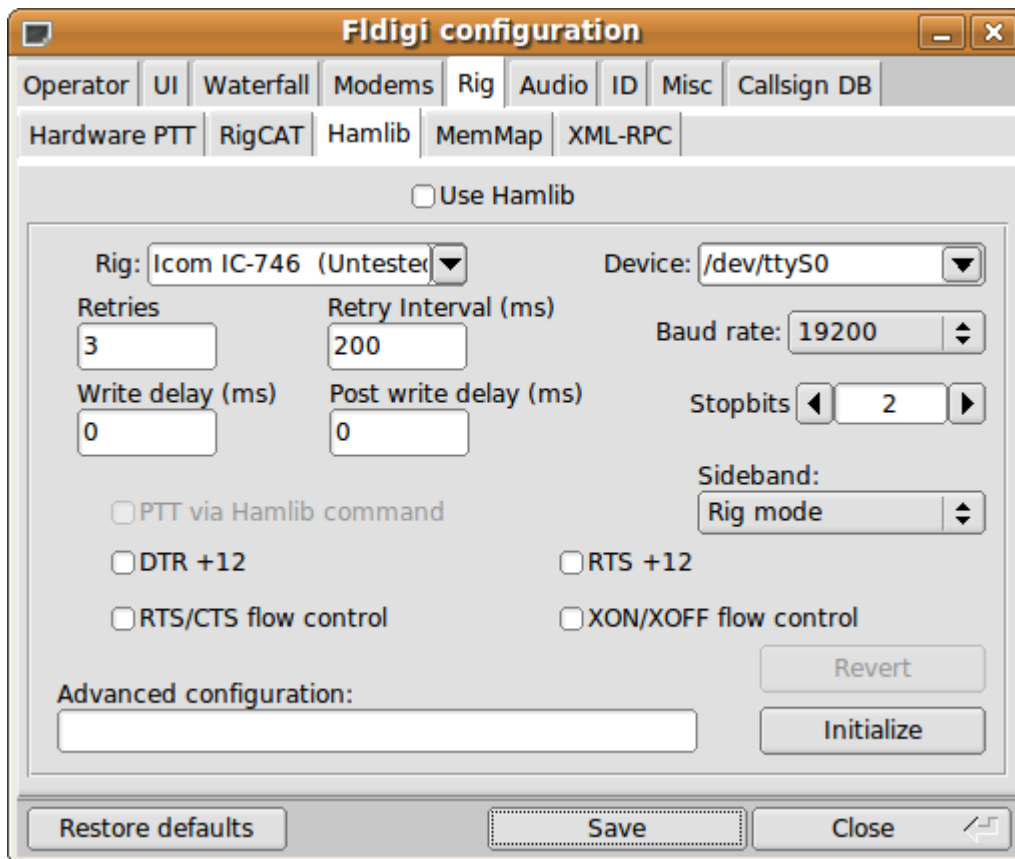 Fldigi configuration
Operator UI Waterfall Modems Rig Audio ID Misc Callsign DB
Hardware PTT RigCAT Hamlib MemMap XML-RPC
Use Hamlib
Rig: Icom IC-746 (Untested Device: /dev/ttyS0
Retries Retry Interval (ms)
3 200 Baud rate: 19200
Write delay (ms) Post write delay (ms)
0 0 Stopbits 2
Sideband:
PTT via Hamlib command Rig mode
DTR +12 RTS +12
RTS/CTS flow control XON/XOFF flow control
Revert
Advanced configuration:
Initialize
Restore defaults Save Close